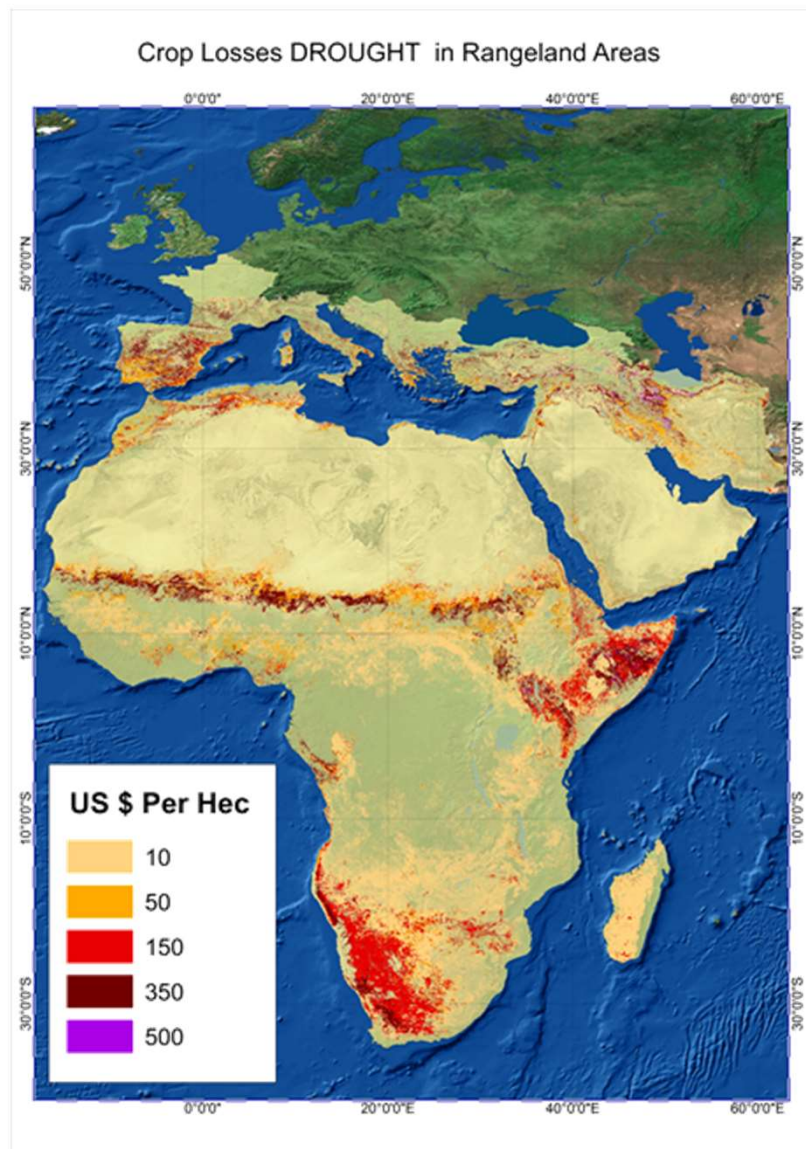 Crop Losses DROUGHT in Rangeland Areas
0°0'0" 20°0'0"E 40°0'0"E 60°0'0"E
50°0'0"N 50°0'0"N
30°0'0"N 30°0'0"N
10°0'0"N 10°0'0"N
10°0'0"S 10°0'0"S
30°0'0"S 30°0'0"S
US $ Per Hec
10
50
150
350
500
0°0'0" 20°0'0"E 40°0'0"E 60°0'0"E